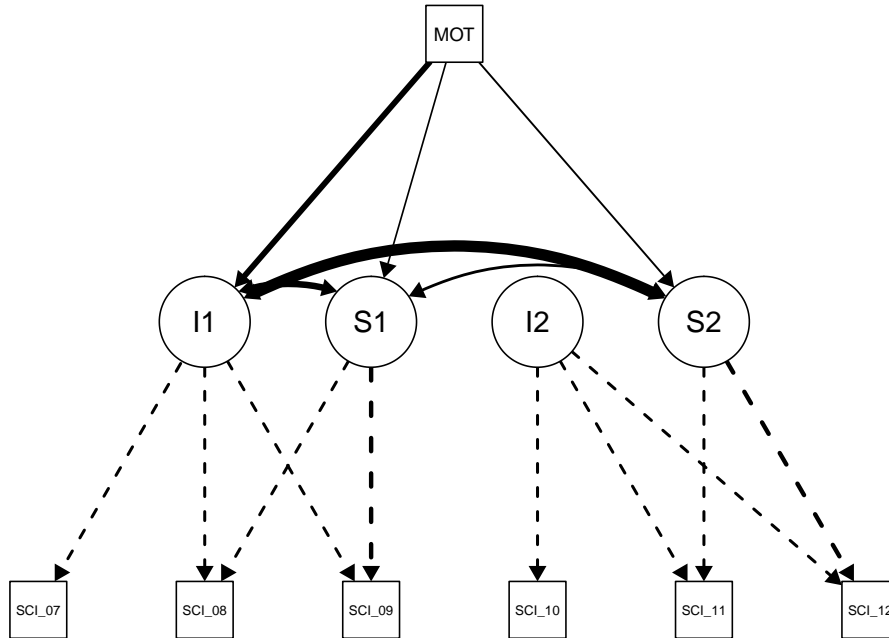 MOT
I1
S1
I2
S2
SCI_07
SCI_08
SCI_09
SCI_10
SCI_11
SCI_12